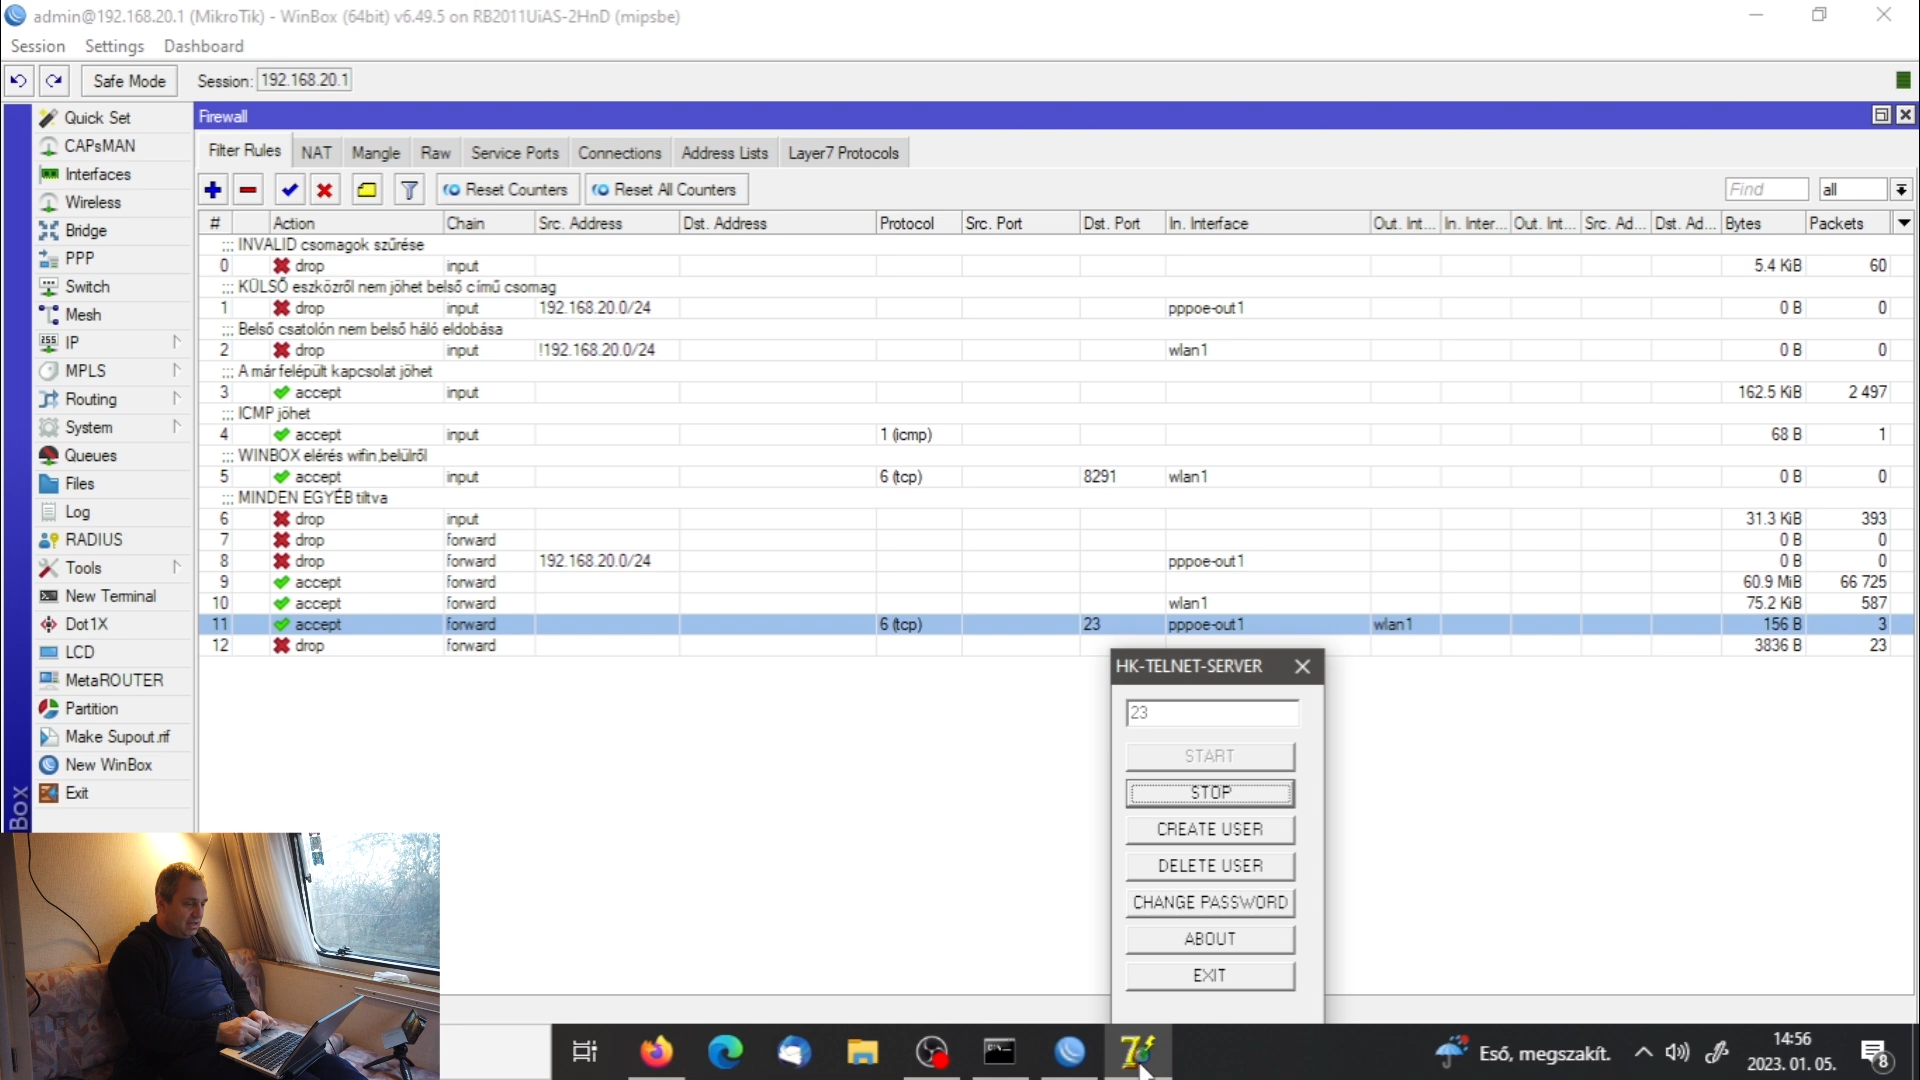 admin@192.168.20.1 (MikroTik) - WinBox (64bit) v6.49.5 on RB2011UiAS-2HnD (mipsbe)
Session Settings Dashboard
Safe Mode Session: 192.168.20.1
Quick Set
CAPsMAN
Interfaces
Wireless
Bridge
PPP
Switch
Mesh
IP
MPLS
Routing
System
Queues
Files
Log
RADIUS
Tools
New Terminal
Dot1X
LCD
MetaROUTER
Partition
Make Supout.rif
New WinBox
Exit
Box
Firewall
Filter Rules NAT Mangle Raw Service Ports Connections Address Lists Layer7 Protocols
Reset Counters Reset All Counters Find all
# Action Chain Src. Address Dst. Address Protocol Src. Port Dst. Port In. Interface Out. Int... In. Inter... Out. Int... Src. Ad... Dst. Ad... Bytes Packets
::: INVALID csomagok szűrése
0 drop input 5.4 KiB 60
::: KÜLSŐ eszközről nem jöhet belső című csomag
1 drop input 192.168.20.0/24 pppoe-out1 0 B 0
::: Belső csatolón nem belső háló eldobása
2 drop input !192.168.20.0/24 wlan1 0 B 0
::: A már felépült kapcsolat jöhet
3 accept input 162.5 KiB 2 497
::: ICMP jöhet
4 accept input 1 (icmp) 68 B 1
::: WINBOX elérés wifin,belülről
5 accept input 6 (tcp) 8291 wlan1 0 B 0
::: MINDEN EGYÉB tiltva
6 drop input 31.3 KiB 393
7 drop forward 0 B 0
8 drop forward 192.168.20.0/24 pppoe-out1 0 B 0
9 accept forward 60.9 MiB 66 725
10 accept forward wlan1 75.2 KiB 587
11 accept forward 6 (tcp) 23 pppoe-out1 wlan1 156 B 3
12 drop forward 3836 B 23
HK-TELNET-SERVER
23
START
STOP
CREATE USER
DELETE USER
CHANGE PASSWORD
ABOUT
EXIT
Eső, megszakít.
14:56
2023. 01. 05.
8